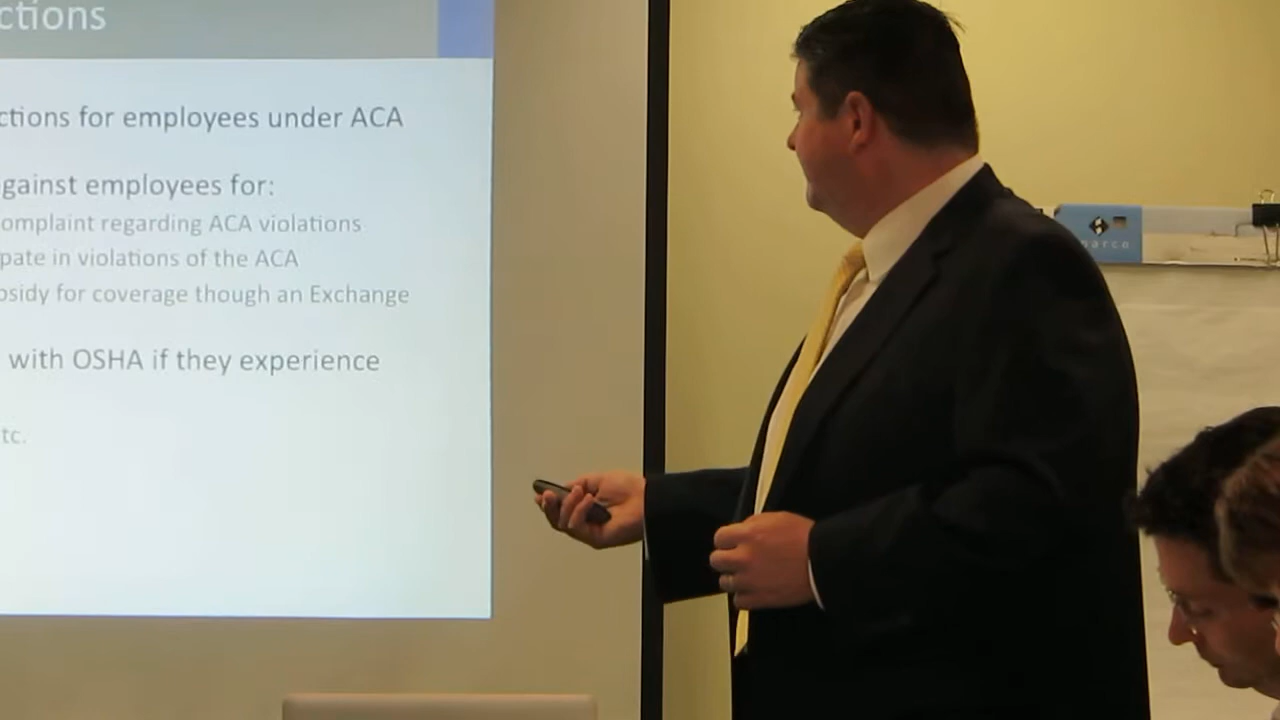 ctions
ctions for employees under ACA
gainst employees for:
omplaint regarding ACA violations
pate in violations of the ACA
bsidy for coverage though an Exchange
with OSHA if they experience
tc.